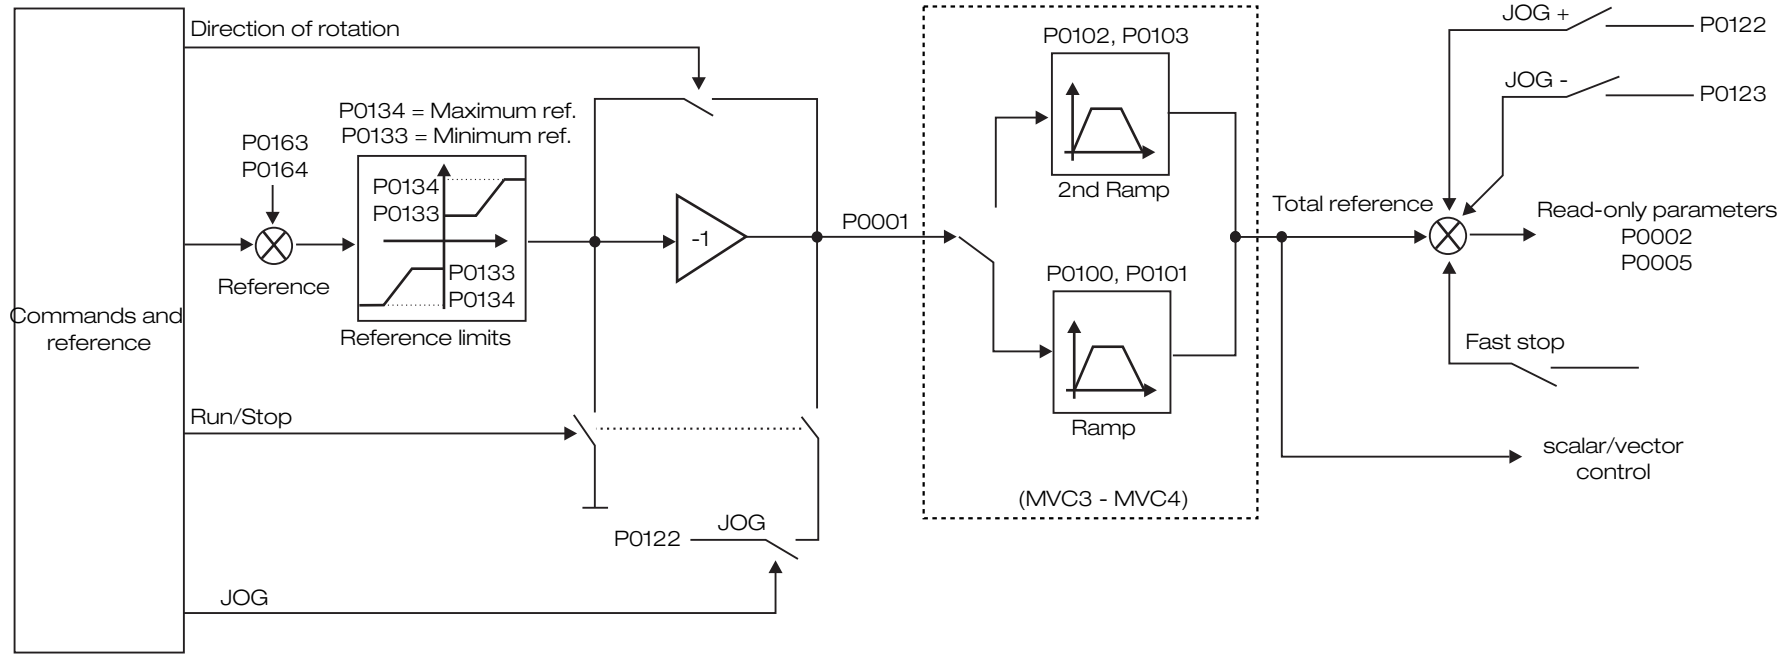 Direction of rotation
P0134 = Maximum ref.
P0133 = Minimum ref.
P0163
P0164
P0134
P0133
P0133
P0134
Reference
Reference limits
Commands and
reference
Run/Stop
JOG
-1
P0001
P0122
JOG
P0102, P0103
2nd Ramp
P0100, P0101
Ramp
(MVC3 - MVC4)
JOG +
P0122
JOG -
P0123
Total reference
Read-only parameters
P0002
P0005
Fast stop
scalar/vector
control